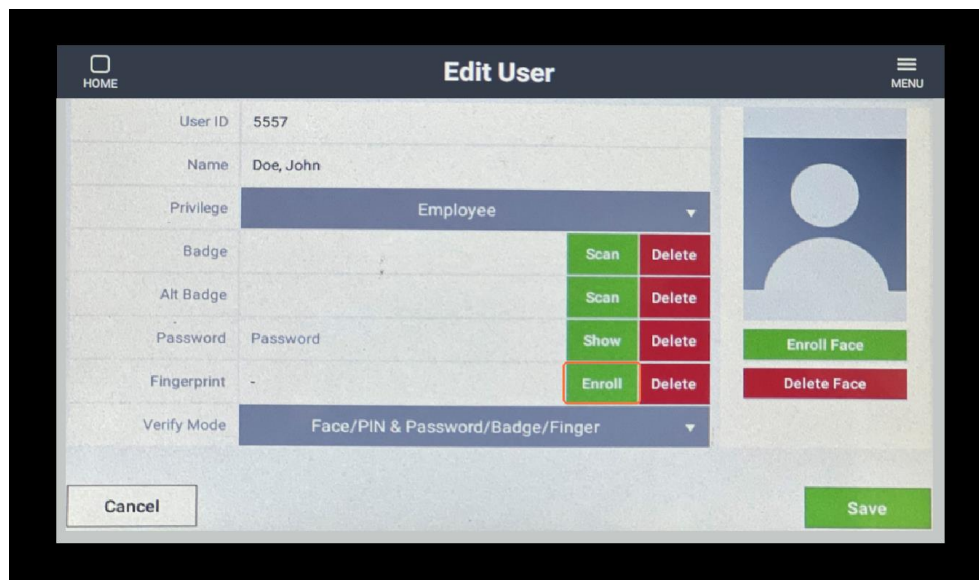 HOME
Edit User
MENU
User ID 5557
Name Doe, John
Privilege Employee
Badge Scan Delete
Alt Badge Scan Delete
Password Password Show Delete
Fingerprint - Enroll Delete
Verify Mode Face/PIN & Password/Badge/Finger
Enroll Face
Delete Face
Cancel
Save